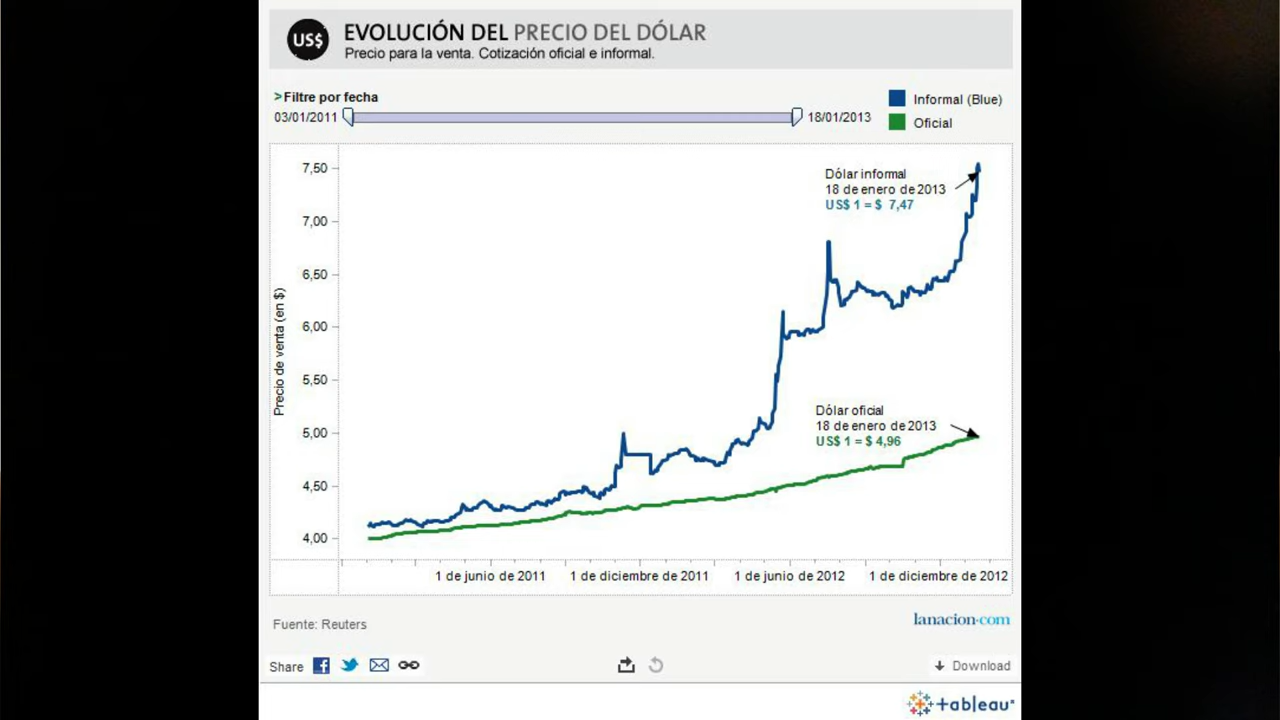 US$
EVOLUCIÓN DEL PRECIO DEL DÓLAR
Precio para la venta. Cotización oficial e informal.
>Filtre por fecha
03/01/2011
18/01/2013
Informal (Blue)
Oficial
Precio de venta (en $)
7,50
7,00
6,50
6,00
5,50
5,00
4,50
4,00
Dólar informal
18 de enero de 2013
US$ 1 = $ 7,47
Dólar oficial
18 de enero de 2013
US$ 1 = $ 4,96
1 de junio de 2011
1 de diciembre de 2011
1 de junio de 2012
1 de diciembre de 2012
Fuente: Reuters
lanacion.com
Share
Download
+ableau